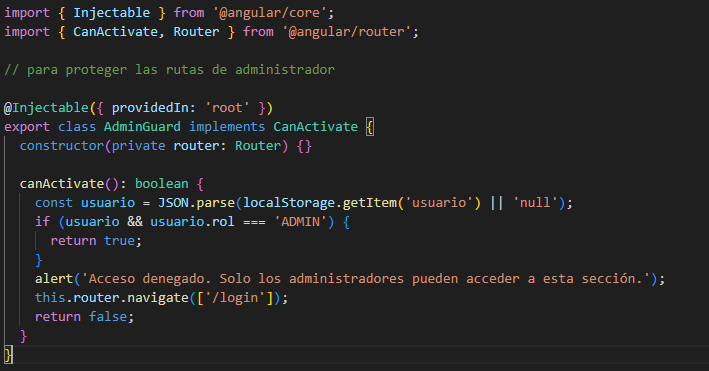 import { Injectable } from '@angular/core';
import { CanActivate, Router } from '@angular/router';
// para proteger las rutas de administrador
@Injectable({ providedIn: 'root' })
export class AdminGuard implements CanActivate {
  constructor(private router: Router) {}
  canActivate(): boolean {
    const usuario = JSON.parse(localStorage.getItem('usuario') || 'null');
    if (usuario && usuario.rol === 'ADMIN') {
      return true;
    }
    alert('Acceso denegado. Solo los administradores pueden acceder a esta sección.');
    this.router.navigate(['/login']);
    return false;
  }
}